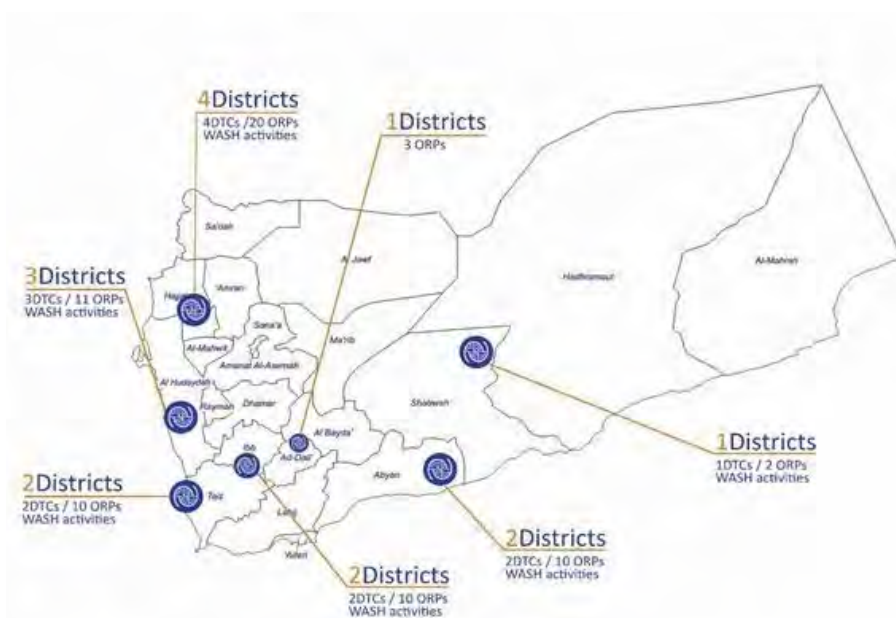 4Districts
4DTCs /20 ORPs
WASH activities
1Districts
3 ORPs
Sa'dah
Al Jawf
Hadhramout
Al-Mahrah
3Districts
3DTCs / 11 ORPs
WASH activities
Amran
Sana'a
Ma'rib
Al-Mahwit
Amanat Al-Asemah
Al Hudaydah
Raymah
Dhamar
Shabwah
Al Bayda'
Ibb
Ad-Dali'
Abyan
1Districts
1DTCs / 2 ORPs
WASH activities
2Districts
2DTCs / 10 ORPs
WASH activities
Taiz
Lahj
2Districts
2DTCs / 10 ORPs
WASH activities
2Districts
2DTCs / 10 ORPs
WASH activities